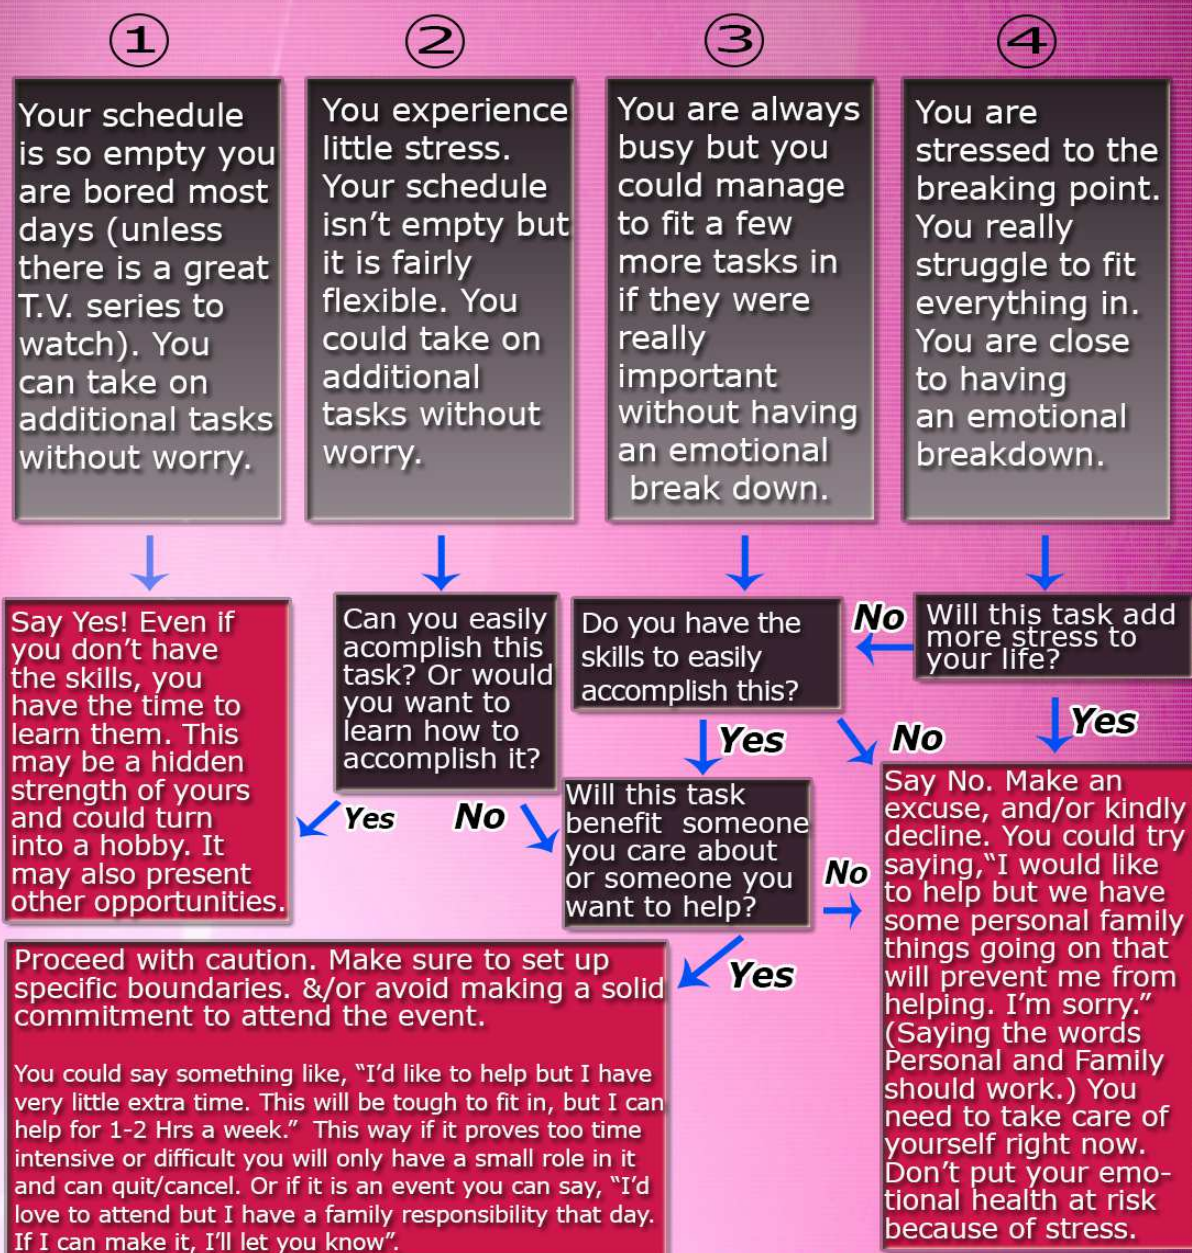 1
2
3
4
Your schedule
is so empty you
are bored most
days (unless
there is a great
T.V. series to
watch). You
can take on
additional tasks
without worry.
You experience
little stress.
Your schedule
isn't empty but
it is fairly
flexible. You
could take on
additional
tasks without
worry.
You are always
busy but you
could manage
to fit a few
more tasks in
if they were
really
important
without having
an emotional
break down.
You are
stressed to the
breaking point.
You really
struggle to fit
everything in.
You are close
to having
an emotional
breakdown.
Say Yes! Even if
you don't have
the skills, you
have the time to
learn them. This
may be a hidden
strength of yours
and could turn
into a hobby. It
may also present
other opportunities.
Can you easily
acomplish this
task? Or would
you want to
learn how to
accomplish it?
Yes
No
Do you have the
skills to easily
accomplish this?
Yes
No
No
Will this task add
more stress to
your life?
Yes
Will this task
benefit someone
you care about
or someone you
want to help?
No
Yes
Say No. Make an
excuse, and/or kindly
decline. You could try
saying,“I would like
to help but we have
some personal family
things going on that
will prevent me from
helping. I'm sorry.”
(Saying the words
Personal and Family
should work.) You
need to take care of
yourself right now.
Don't put your emo-
tional health at risk
because of stress.
Proceed with caution. Make sure to set up
specific boundaries. &/or avoid making a solid
commitment to attend the event.
You could say something like, “I'd like to help but I have
very little extra time. This will be tough to fit in, but I can
help for 1-2 Hrs a week.” This way if it proves too time
intensive or difficult you will only have a small role in it
and can quit/cancel. Or if it is an event you can say, “I'd
love to attend but I have a family responsibility that day.
If I can make it, I'll let you know”.